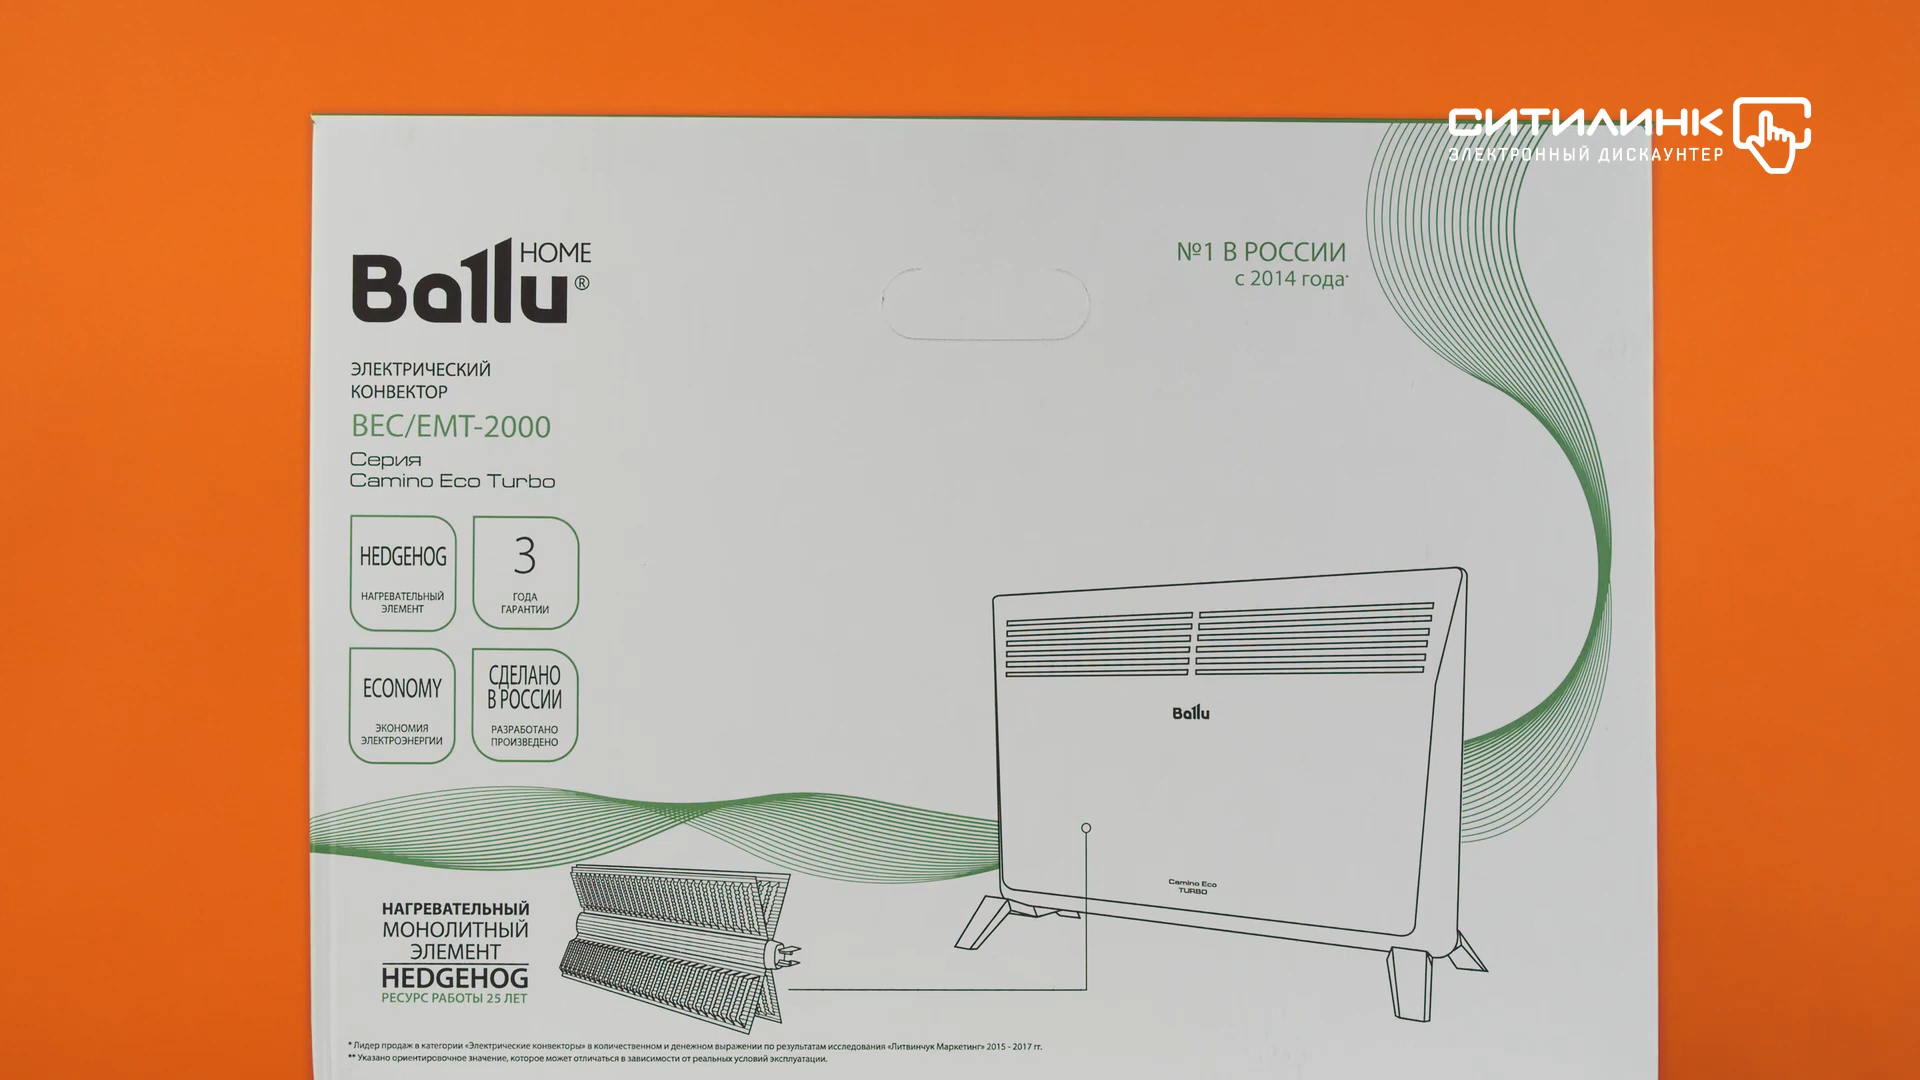 СИТИЛИНК
ЭЛЕКТРОННЫЙ ДИСКАУНТЕР
Ballu HOME ®
№1 В РОССИИ
с 2014 года*
ЭЛЕКТРИЧЕСКИЙ
КОНВЕКТОР
BEC/EMT-2000
Серия
Camino Eco Turbo
HEDGEHOG
НАГРЕВАТЕЛЬНЫЙ
ЭЛЕМЕНТ
3
ГОДА
ГАРАНТИИ
ECONOMY
ЭКОНОМИЯ
ЭЛЕКТРОЭНЕРГИИ
СДЕЛАНО
В РОССИИ
РАЗРАБОТАНО
ПРОИЗВЕДЕНО
Ballu
Camino Eco
TURBO
НАГРЕВАТЕЛЬНЫЙ
МОНОЛИТНЫЙ
ЭЛЕМЕНТ
HEDGEHOG
РЕСУРС РАБОТЫ 25 ЛЕТ
* Лидер продаж в категории «Электрические конвекторы» в количественном и денежном выражении по результатам исследования «Литвинчук Маркетинг» 2015 - 2017 гг.
** Указано ориентировочное значение, которое может отличаться в зависимости от реальных условий эксплуатации.